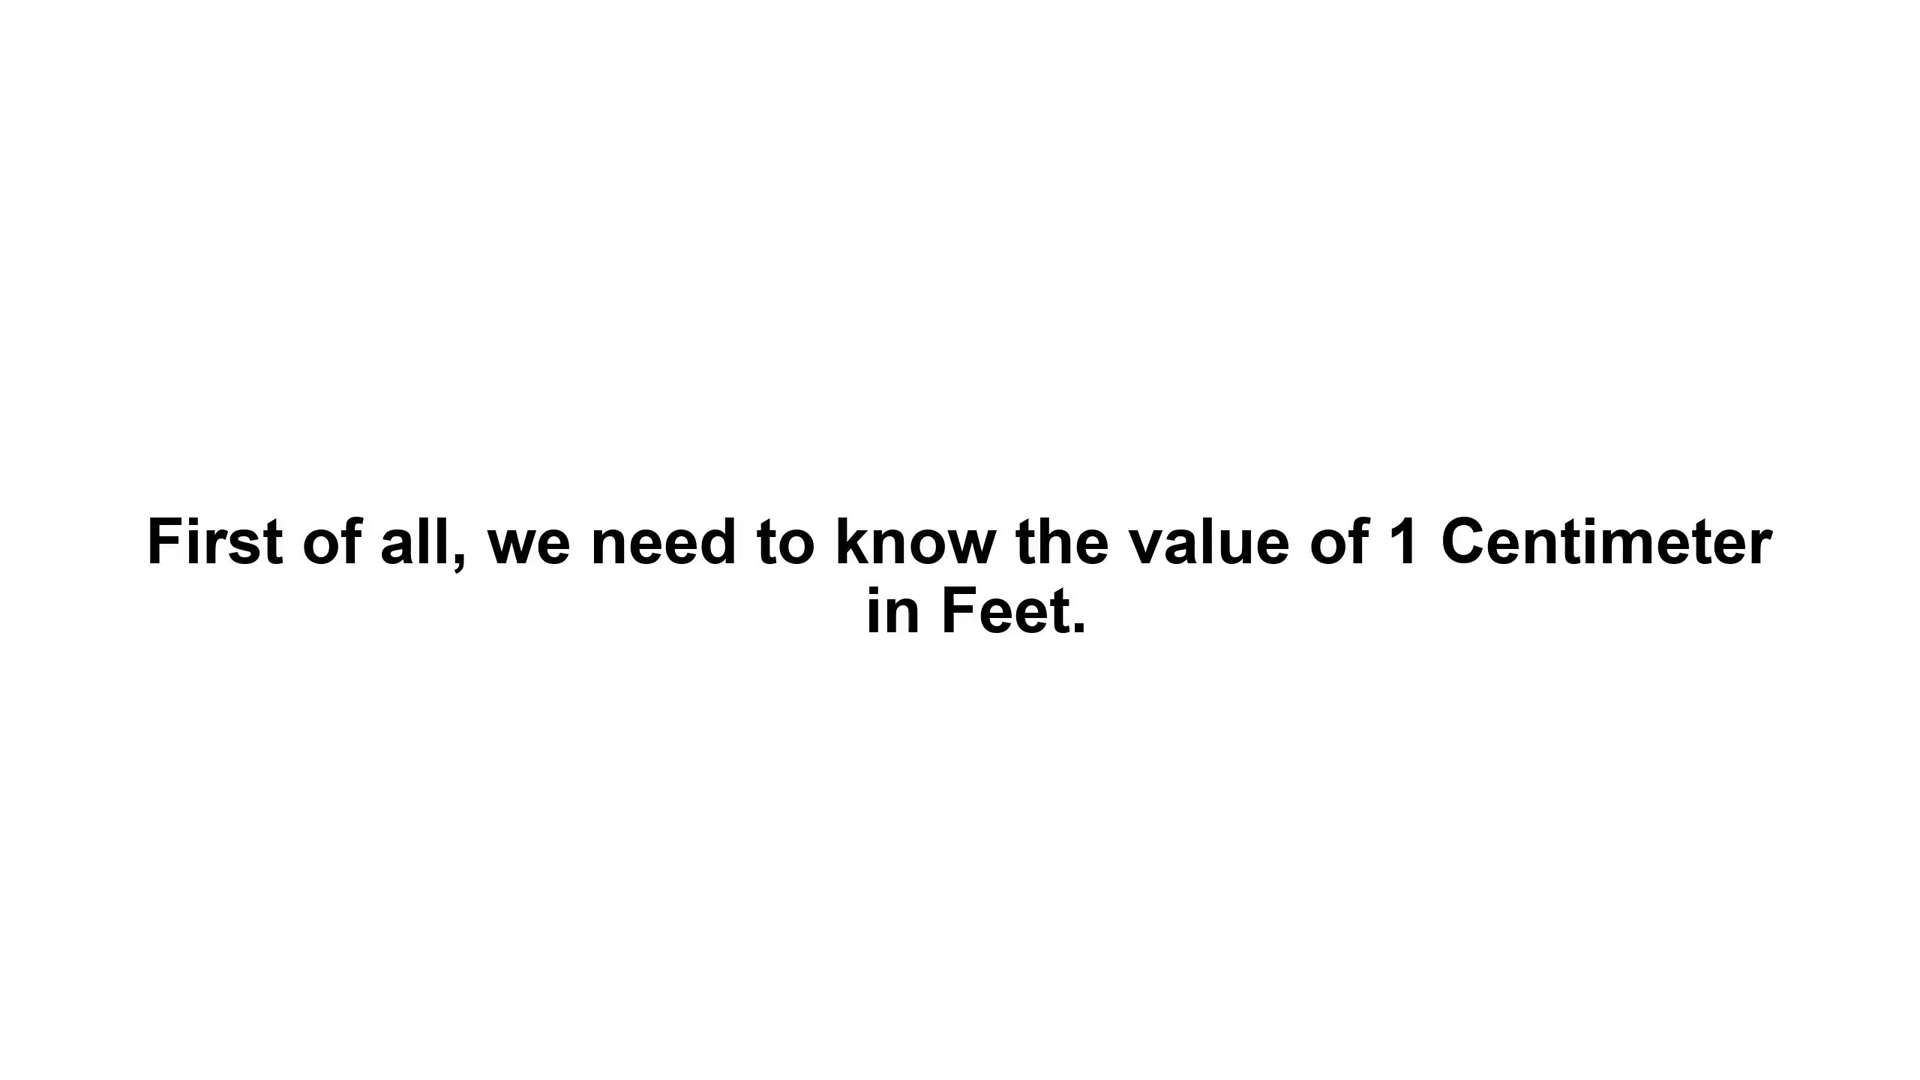 First of all, we need to know the value of 1 Centimeter
in Feet.